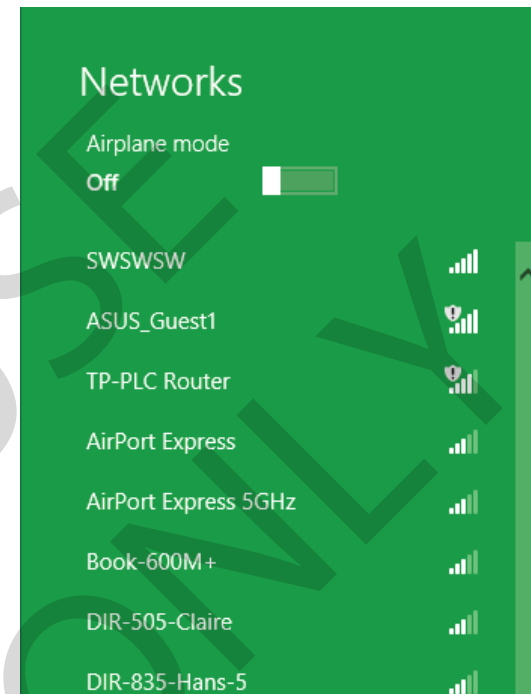 Networks
Airplane mode
Off
SWSWSW
ASUS_Guest1
TP-PLC Router
AirPort Express
AirPort Express 5GHz
Book-600M+
DIR-505-Claire
DIR-835-Hans-5
ONLY